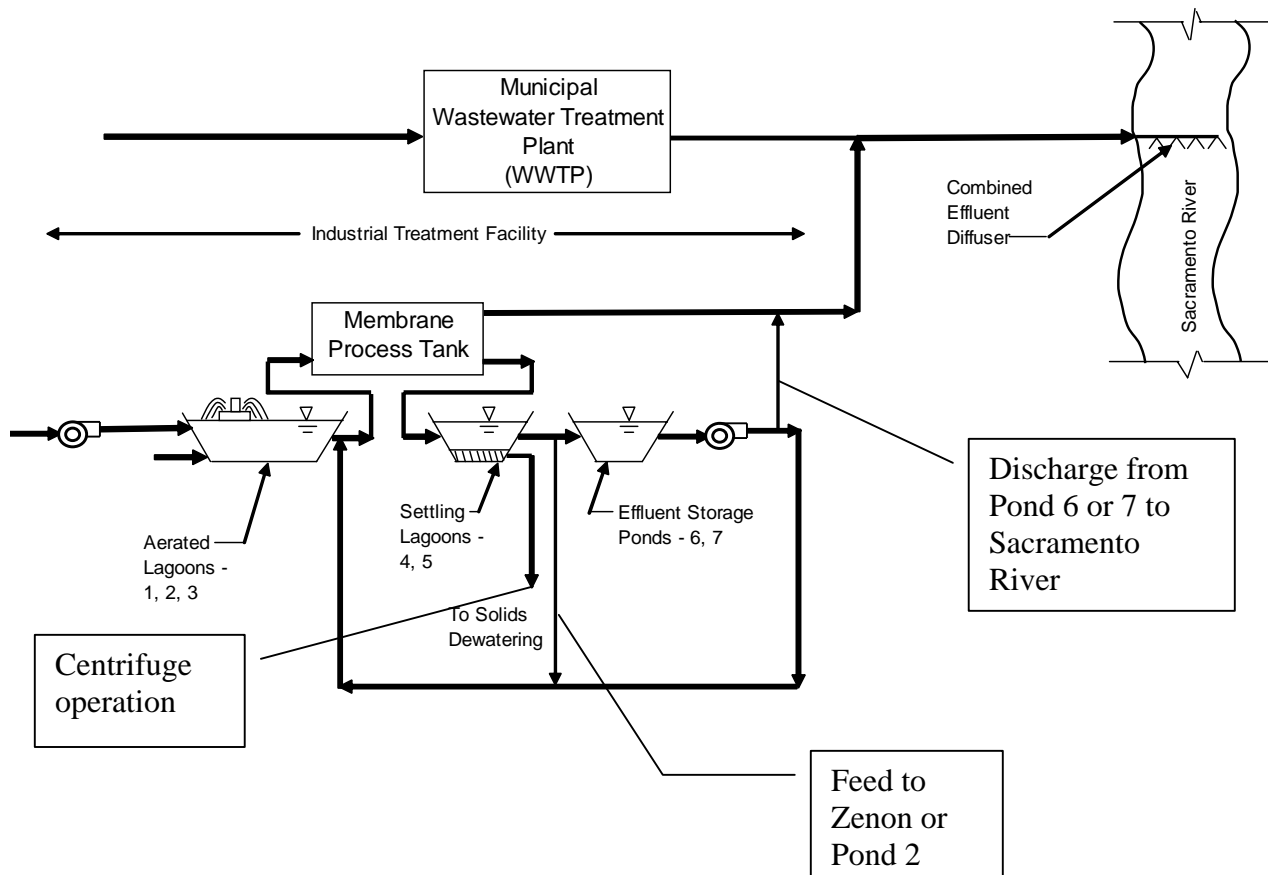 Municipal
Wastewater Treatment
Plant
(WWTP)
Combined
Effluent
Diffuser
Sacramento River
Industrial Treatment Facility
Membrane
Process Tank
Aerated
Lagoons -
1, 2, 3
Settling
Lagoons -
4, 5
Effluent Storage
Ponds - 6, 7
Discharge from
Pond 6 or 7 to
Sacramento
River
To Solids
Dewatering
Centrifuge
operation
Feed to
Zenon or
Pond 2